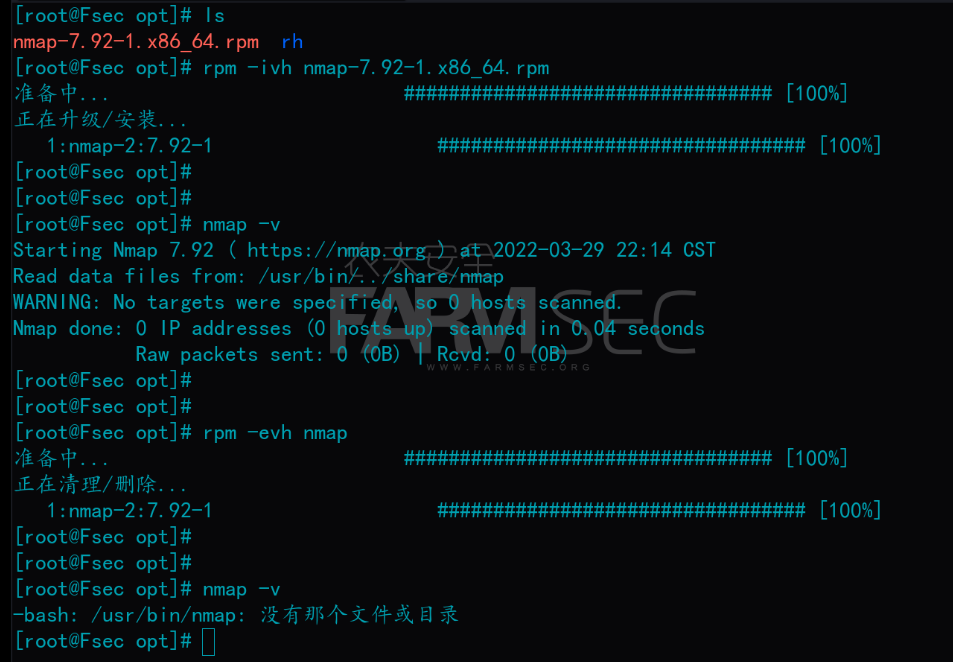 [root@Fsec opt]# ls
nmap-7.92-1.x86_64.rpm  rh
[root@Fsec opt]# rpm -ivh nmap-7.92-1.x86_64.rpm
准备中...                          ################################# [100%]
正在升级/安装...
   1:nmap-2:7.92-1                    ################################# [100%]
[root@Fsec opt]#
[root@Fsec opt]#
[root@Fsec opt]# nmap -v
Starting Nmap 7.92 ( https://nmap.org ) at 2022-03-29 22:14 CST
Read data files from: /usr/bin/../share/nmap
WARNING: No targets were specified, so 0 hosts scanned.
Nmap done: 0 IP addresses (0 hosts up) scanned in 0.04 seconds
           Raw packets sent: 0 (0B) | Rcvd: 0 (0B)
农夫安全
FARMSEC
WWW.FARMSEC.ORG
[root@Fsec opt]#
[root@Fsec opt]#
[root@Fsec opt]# rpm -evh nmap
准备中...                          ################################# [100%]
正在清理/删除...
   1:nmap-2:7.92-1                    ################################# [100%]
[root@Fsec opt]#
[root@Fsec opt]#
[root@Fsec opt]# nmap -v
-bash: /usr/bin/nmap: 没有那个文件或目录
[root@Fsec opt]#